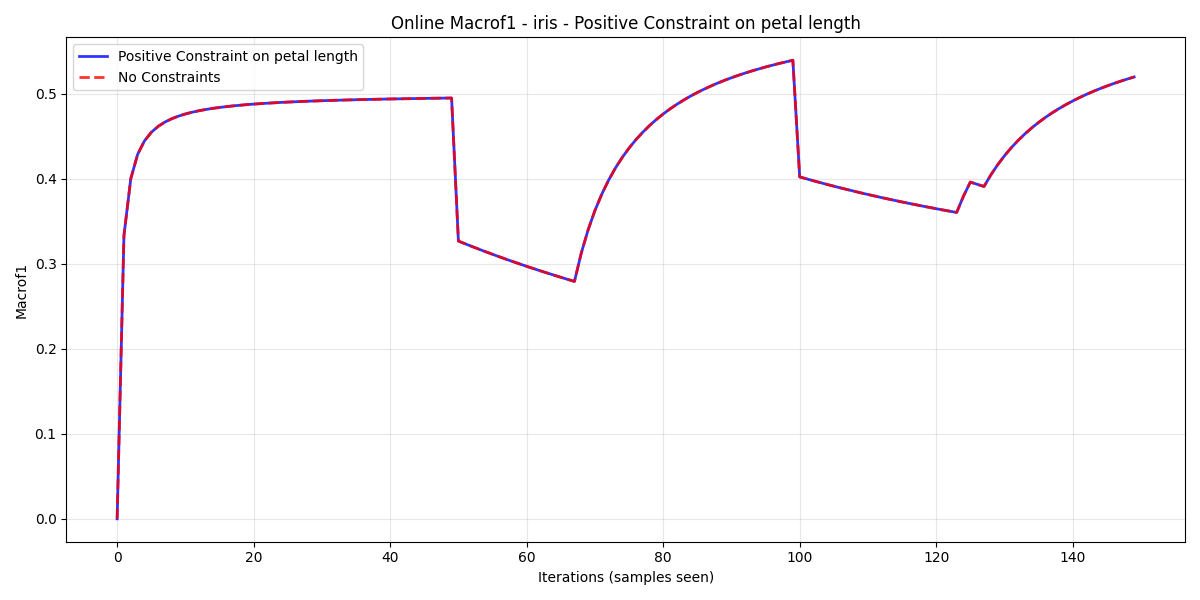 Online Macrof1 - iris - Positive Constraint on petal length
Positive Constraint on petal length
No Constraints
Macrof1
0.5
0.4
0.3
0.2
0.1
0.0
0 20 40 60 80 100 120 140
Iterations (samples seen)